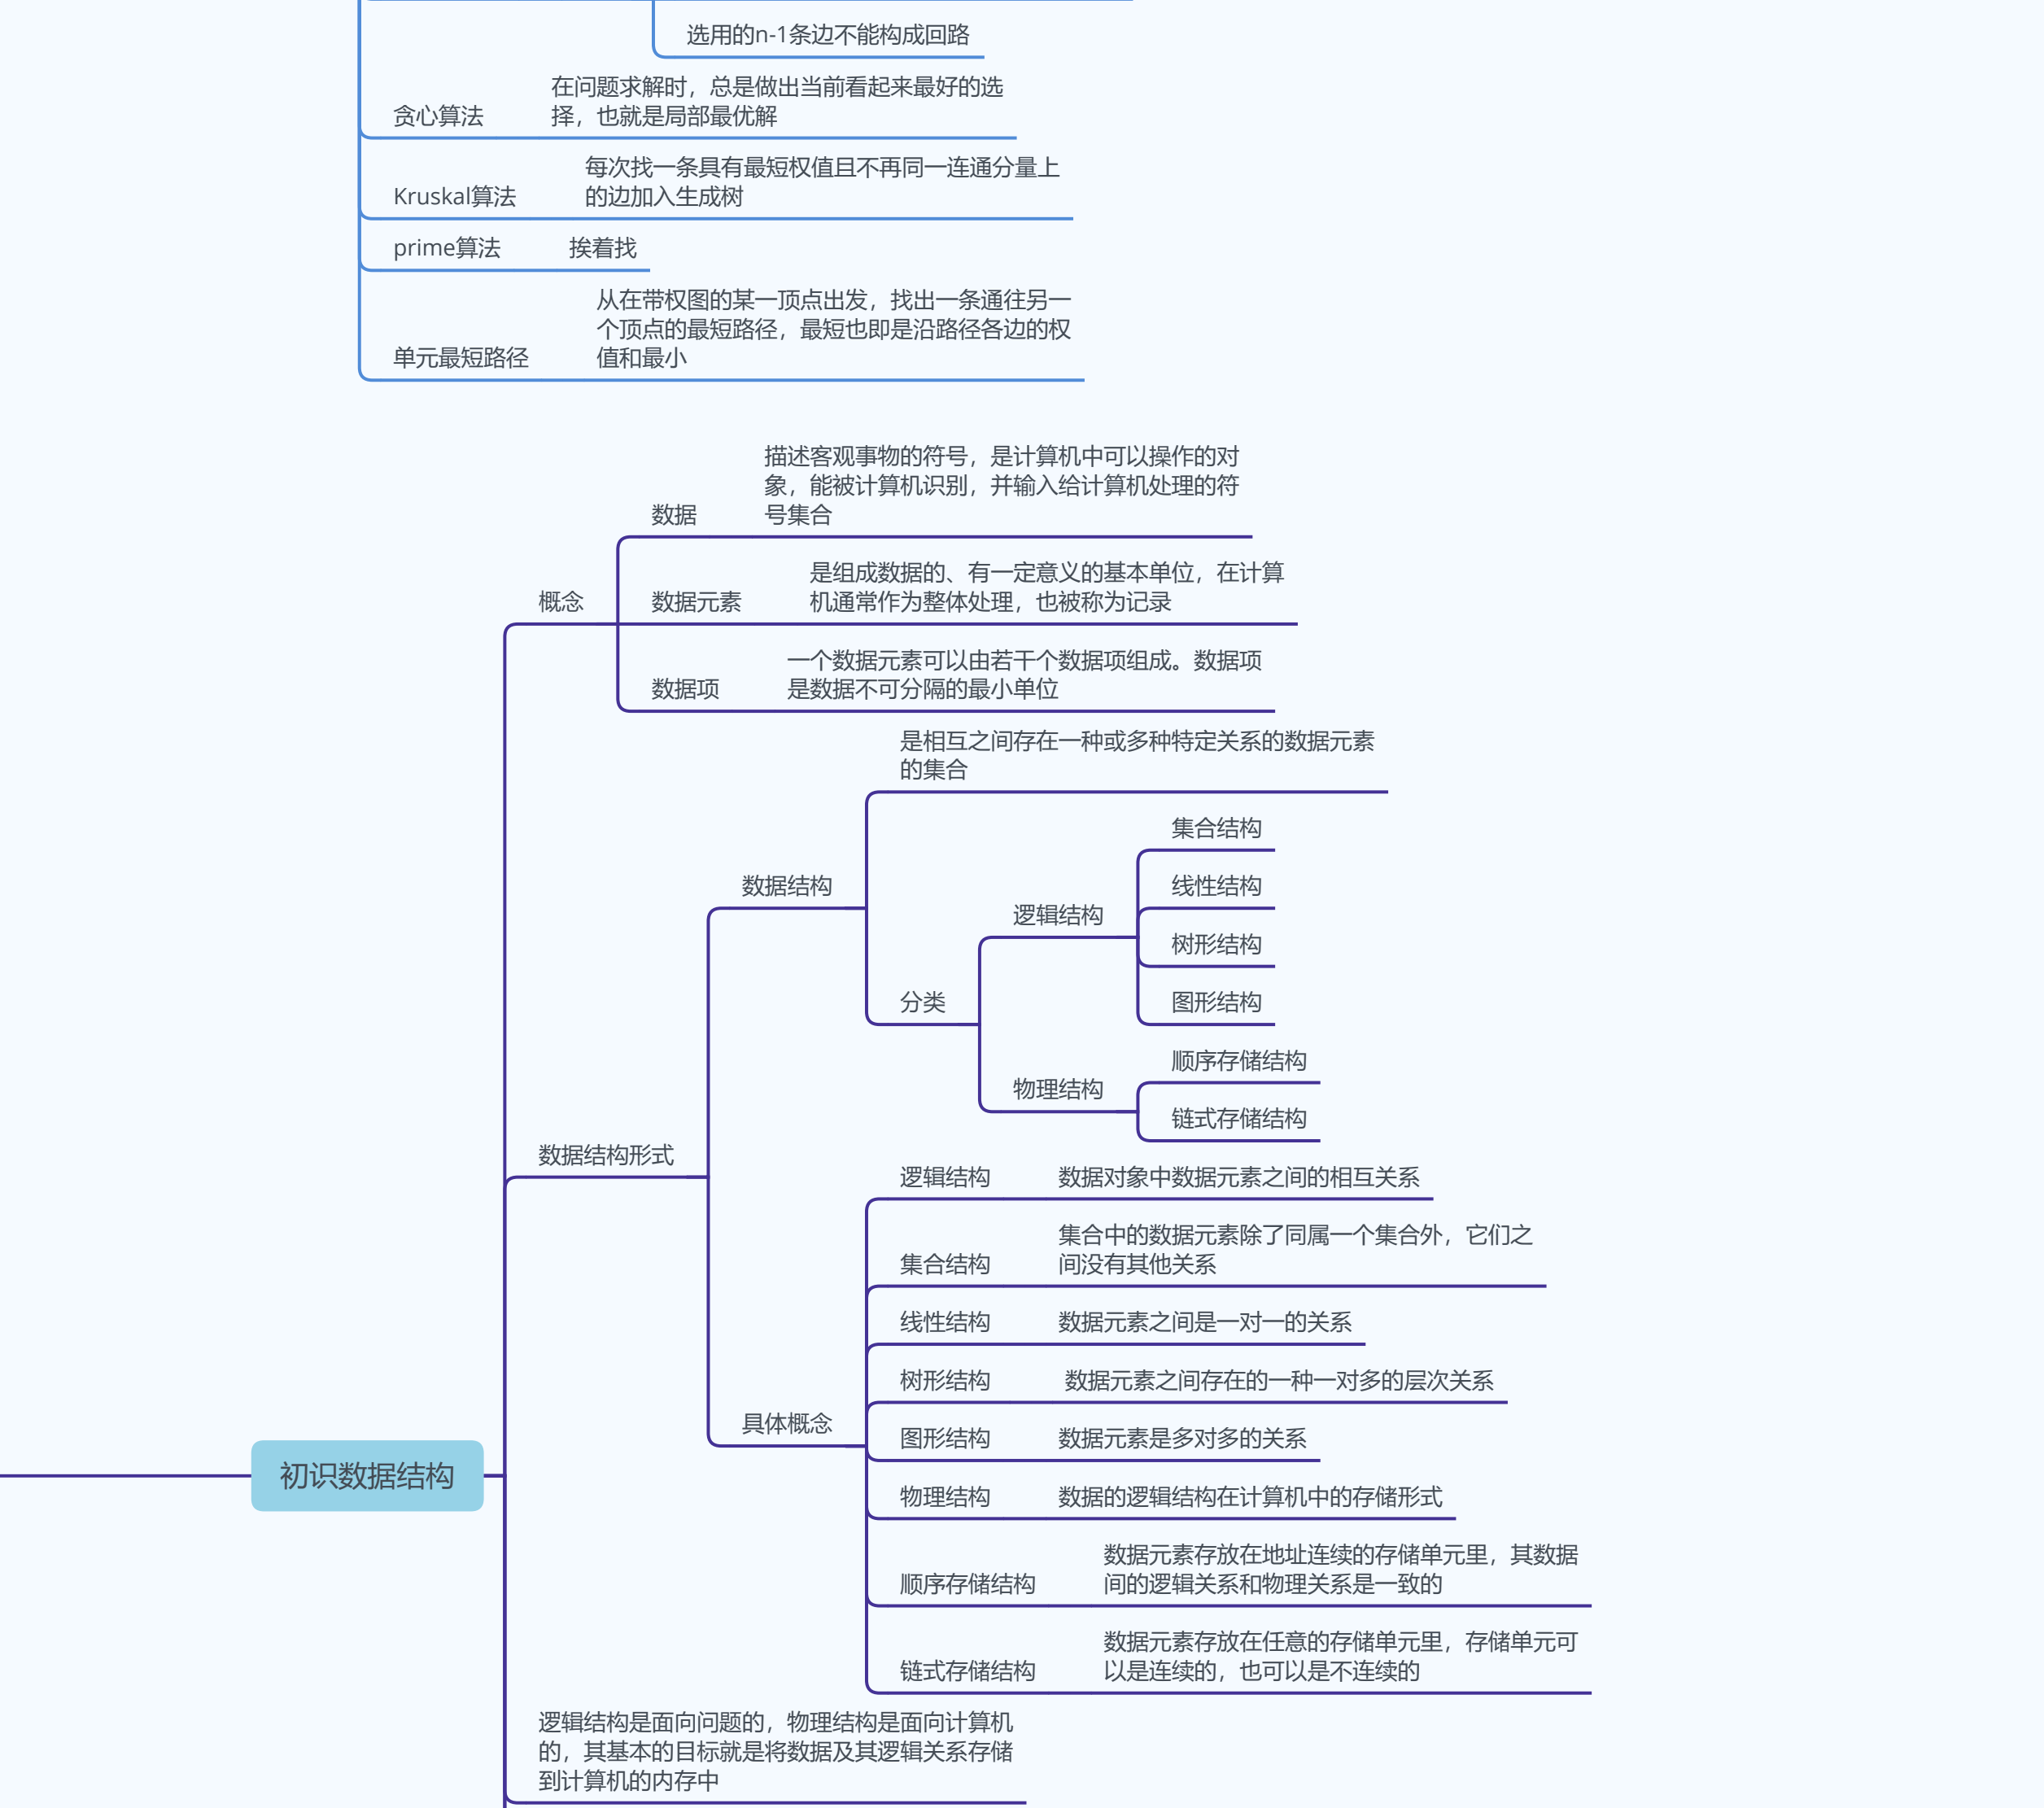 选用的n-1条边不能构成回路
在问题求解时，总是做出当前看起来最好的选
择，也就是局部最优解
贪心算法
每次找一条具有最短权值且不再同一连通分量上
的边加入生成树
Kruskal算法
prime算法
挨着找
从在带权图的某一顶点出发，找出一条通往另一
个顶点的最短路径，最短也即是沿路径各边的权
值和最小
单元最短路径
描述客观事物的符号，是计算机中可以操作的对
象，能被计算机识别，并输入给计算机处理的符
号集合
数据
是组成数据的、有一定意义的基本单位，在计算
机通常作为整体处理，也被称为记录
概念
数据元素
一个数据元素可以由若干个数据项组成。数据项
是数据不可分隔的最小单位
数据项
是相互之间存在一种或多种特定关系的数据元素
的集合
集合结构
数据结构
线性结构
逻辑结构
树形结构
分类
图形结构
顺序存储结构
物理结构
链式存储结构
数据结构形式
逻辑结构
数据对象中数据元素之间的相互关系
集合中的数据元素除了同属一个集合外，它们之
间没有其他关系
集合结构
线性结构
数据元素之间是一对一的关系
树形结构
数据元素之间存在的一种一对多的层次关系
具体概念
图形结构
数据元素是多对多的关系
初识数据结构
物理结构
数据的逻辑结构在计算机中的存储形式
数据元素存放在地址连续的存储单元里，其数据
间的逻辑关系和物理关系是一致的
顺序存储结构
数据元素存放在任意的存储单元里，存储单元可
以是连续的，也可以是不连续的
链式存储结构
逻辑结构是面向问题的，物理结构是面向计算机
的，其基本的目标就是将数据及其逻辑关系存储
到计算机的内存中